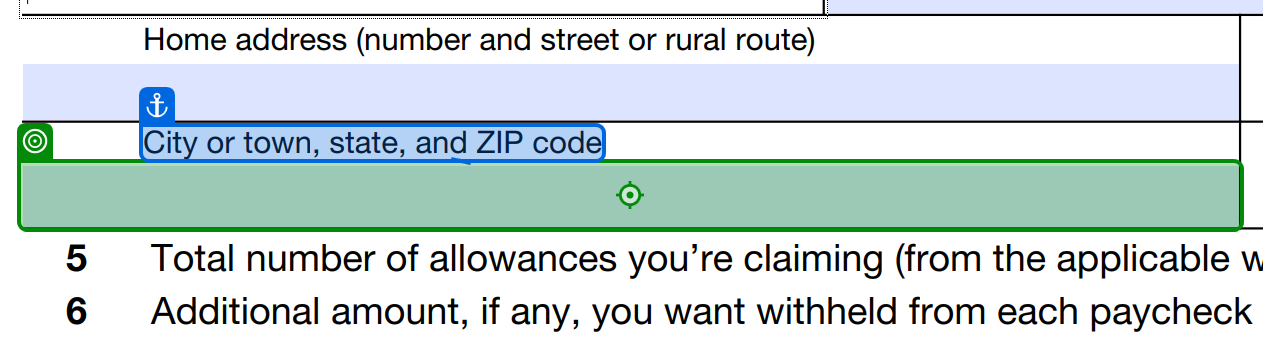 Home address (number and street or rural route)
City or town, state, and ZIP code
5 Total number of allowances you’re claiming (from the applicable w
6 Additional amount, if any, you want withheld from each paycheck